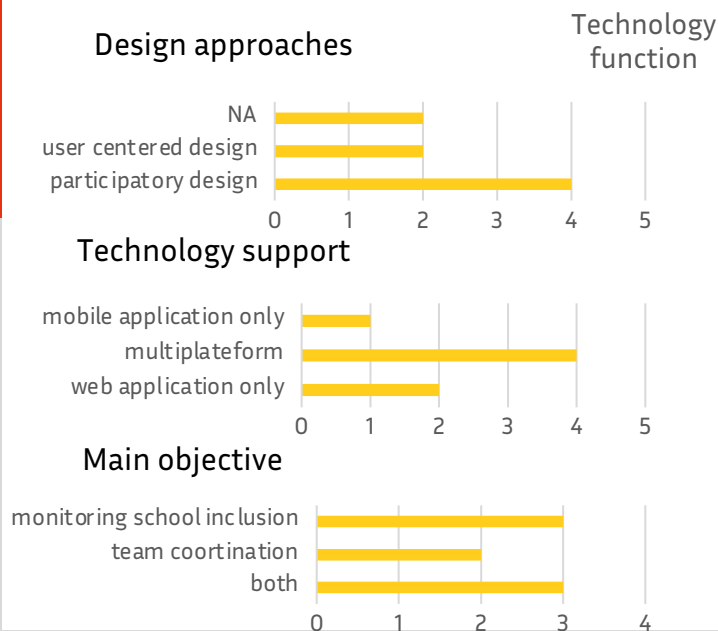 Design approaches
Technology
function
NA
user centered design
participatory design
0 1 2 3 4 5
Technology support
mobile application only
multiplateform
web application only
0 1 2 3 4 5
Main objective
monitoring school inclusion
team coortination
both
0 1 2 3 4